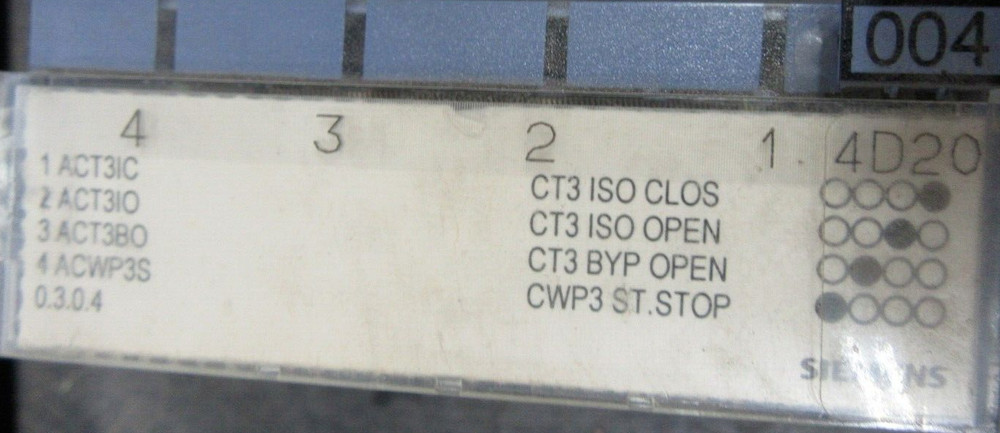 004
4 3 2 1 4D20
1 ACT3IC CT3 ISO CLOS
2 ACT3IO CT3 ISO OPEN
3 ACT3BO CT3 BYP OPEN
4 ACWP3S CWP3 ST.STOP
0.3.0.4
SIEMENS